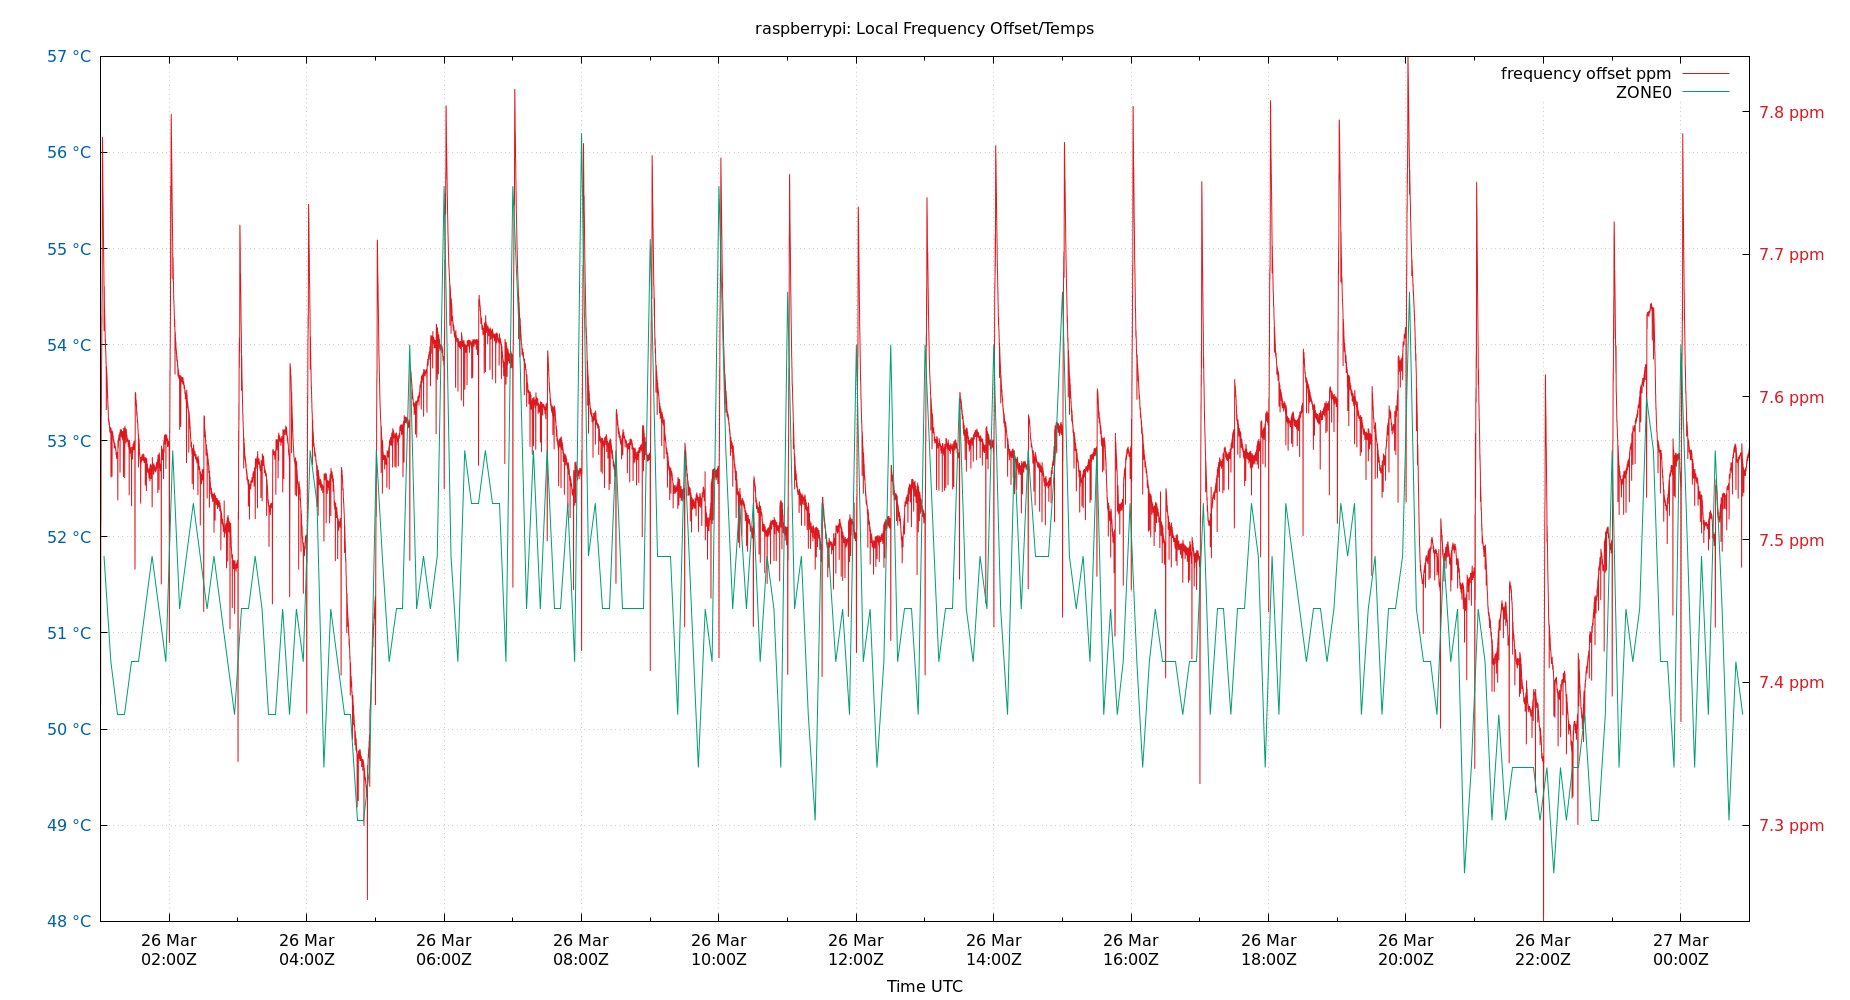 raspberrypi: Local Frequency Offset/Temps
frequency offset ppm
ZONE0
57 °C
56 °C
55 °C
54 °C
53 °C
52 °C
51 °C
50 °C
49 °C
48 °C
7.8 ppm
7.7 ppm
7.6 ppm
7.5 ppm
7.4 ppm
7.3 ppm
26 Mar 26 Mar 26 Mar 26 Mar 26 Mar 26 Mar 26 Mar 26 Mar 26 Mar 26 Mar 26 Mar 27 Mar
02:00Z 04:00Z 06:00Z 08:00Z 10:00Z 12:00Z 14:00Z 16:00Z 18:00Z 20:00Z 22:00Z 00:00Z
Time UTC